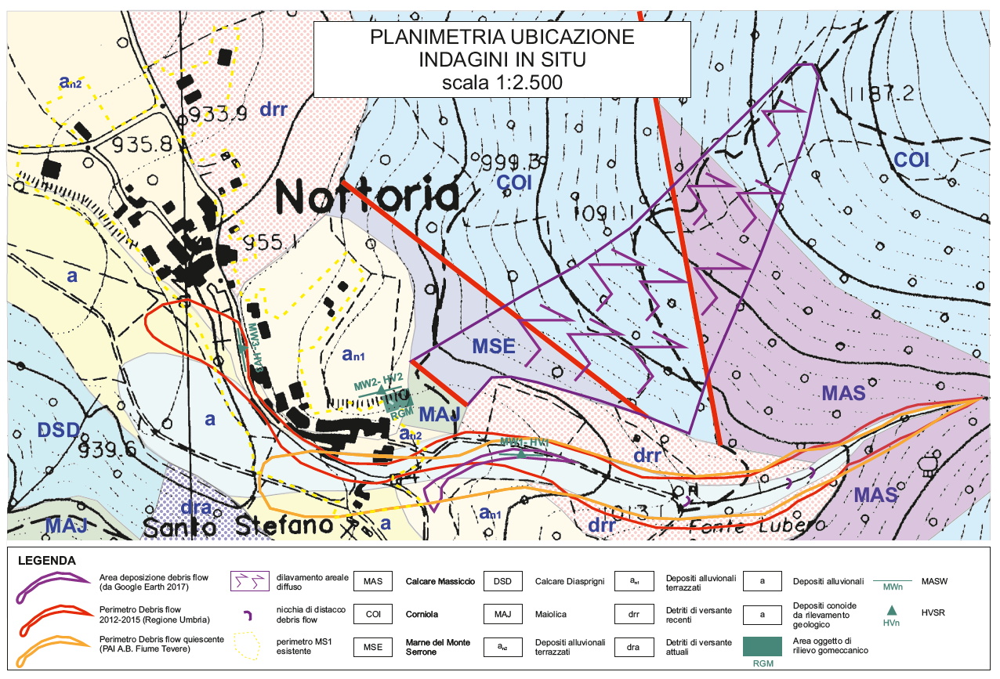 PLANIMETRIA UBICAZIONE
INDAGINI IN SITU
scala 1:2.500
an2
933.9
drr
935.8
1187.2
COI
999.3
COI
Nottoria
1091.1
955.1
a
MW3-HV3
an1
MSE
MW2- HV2
RGM
MAJ
MAS
a
DSD
939.6
an2
MW1- HV1
drr
dra
MAJ
Santo Stefano
a
an1
drr
1013.1
Fonte Lubero
MAS
LEGENDA
Area deposizione debris flow
(da Google Earth 2017)
Perimetro Debris flow
2012-2015 (Regione Umbria)
Perimetro Debris flow quiescente
(PAI A.B. Fiume Tevere)
dilavamento areale
diffuso
nicchia di distacco
debris flow
perimetro MS1
esistente
MAS
Calcare Massiccio
COI
Corniola
MSE
Marne del Monte
Serrone
DSD
Calcare Diasprigni
MAJ
Maiolica
an2
Depositi alluvionali
terrazzati
an1
Depositi alluvionali
terrazzati
drr
Detriti di versante
recenti
dra
Detriti di versante
attuali
a
Depositi alluvionali
a
Depositi conoide
da rilevamento
geologico
RGM
Area oggetto di
rilievo gomeccanico
MWn
MASW
HVn
HVSR